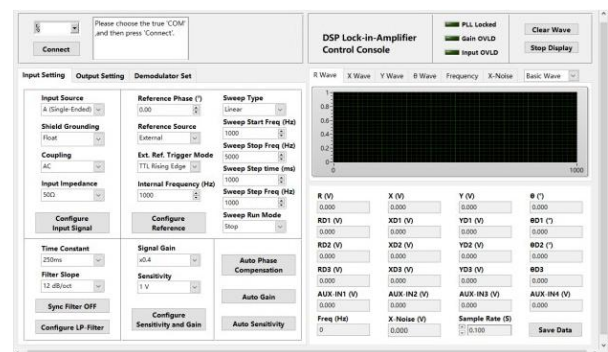 Please choose the true 'COM'
,and then press 'Connect'.
Connect
DSP Lock-in-Amplifier
Control Console
PLL Locked
Gain OVLD
Input OVLD
Clear Wave
Stop Display
Input Setting Output Setting Demodulator Set
Input Source
A (Single-Ended)
Shield Grounding
Float
Coupling
AC
Input Impedance
50Ω
Configure
Input Signal
Reference Phase (°)
0.00
Reference Source
External
Ext. Ref. Trigger Mode
TTL Rising Edge
Internal Frequency (Hz)
1000
Configure
Reference
Sweep Type
Linear
Sweep Start Freq (Hz)
1000
Sweep Stop Freq (Hz)
5000
Sweep Step time (ms)
1000
Sweep Step Freq (Hz)
1000
Sweep Run Mode
Stop
Time Constant
250ms
Filter Slope
12 dB/oct
Sync Filter OFF
Configure LP-Filter
Signal Gain
x0.4
Sensitivity
1 V
Configure
Sensitivity and Gain
Auto Phase
Compensation
Auto Gain
Auto Sensitivity
R Wave X Wave Y Wave θ Wave Frequency X-Noise Basic Wave
1
0.8
0.6
0.4
0.2
0
0 1000
R (V) X (V) Y (V) θ (°)
0.000 0.000 0.000 0.000
RD1 (V) XD1 (V) YD1 (V) θD1 (°)
0.000 0.000 0.000 0.000
RD2 (V) XD2 (V) YD2 (V) θD2 (°)
0.000 0.000 0.000 0.000
RD3 (V) XD3 (V) YD3 (V) θD3
0.000 0.000 0.000 0.000
AUX-IN1 (V) AUX-IN2 (V) AUX-IN3 (V) AUX-IN4 (V)
0.000 0.000 0.000 0.000
Freq (Hz) X-Noise (V) Sample Rate (S)
0 0.000 0.100 Save Data